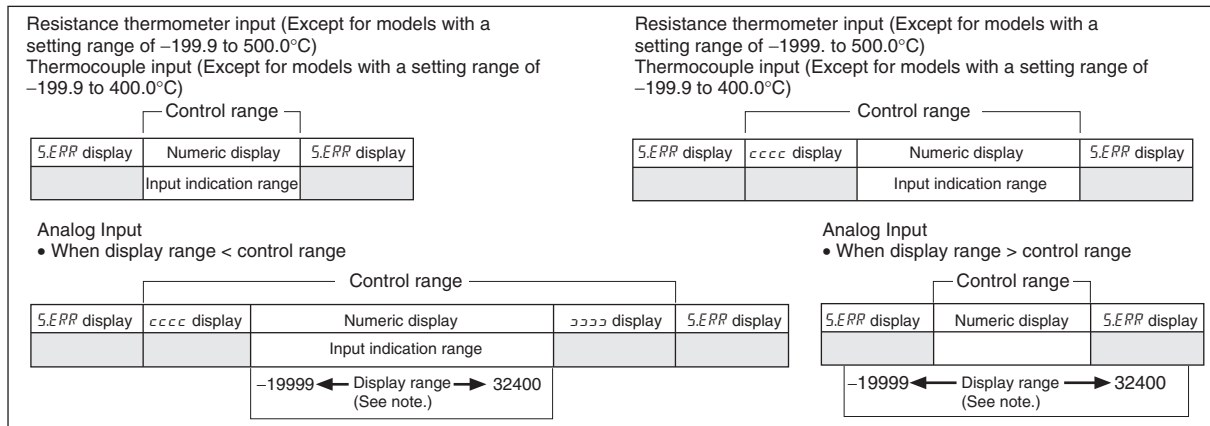 Resistance thermometer input (Except for models with a
setting range of −199.9 to 500.0°C)
Thermocouple input (Except for models with a setting range of
−199.9 to 400.0°C)
Control range
S.ERR display Numeric display S.ERR display
Input indication range
Resistance thermometer input (Except for models with a
setting range of −1999. to 500.0°C)
Thermocouple input (Except for models with a setting range of
−199.9 to 400.0°C)
Control range
S.ERR display cccc display Numeric display S.ERR display
Input indication range
Analog Input
• When display range < control range
Control range
S.ERR display cccc display Numeric display ɔɔɔɔ display S.ERR display
Input indication range
−19999 Display range 32400
(See note.)
Analog Input
• When display range > control range
Control range
S.ERR display Numeric display S.ERR display
−19999 Display range 32400
(See note.)